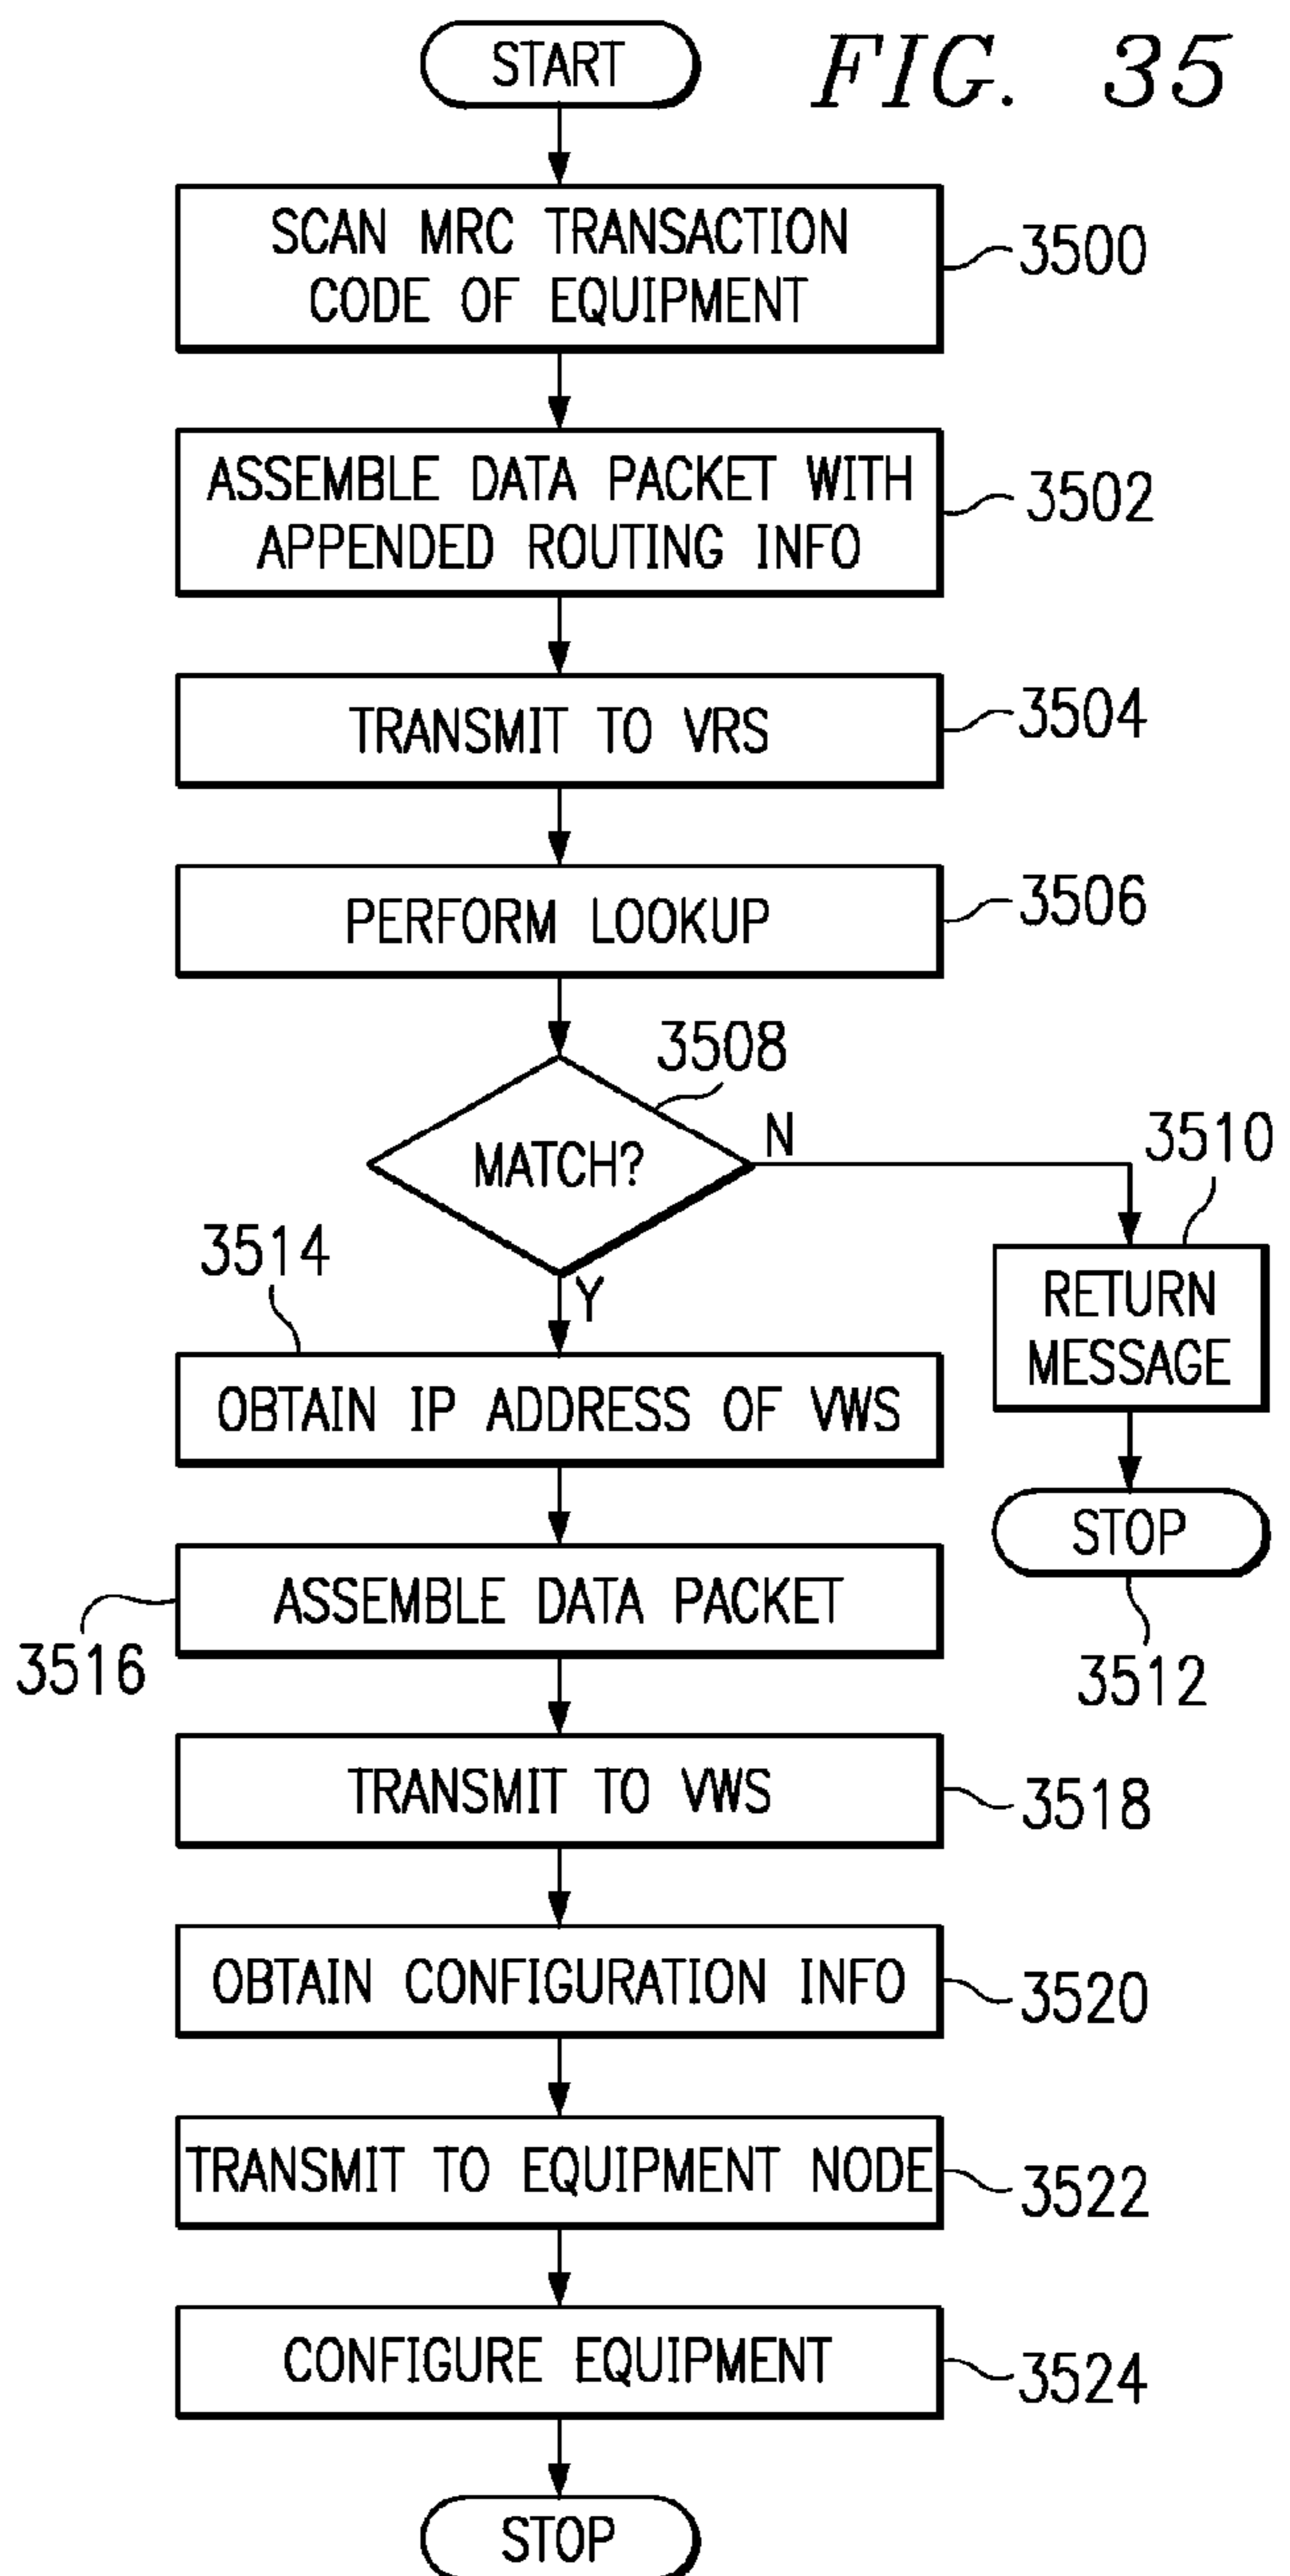 START
FIG. 35
SCAN MRC TRANSACTION
CODE OF EQUIPMENT
3500
ASSEMBLE DATA PACKET WITH
APPENDED ROUTING INFO
3502
TRANSMIT TO VRS
3504
PERFORM LOOKUP
3506
3508
MATCH?
N
Y
3510
RETURN
MESSAGE
STOP
3512
3514
OBTAIN IP ADDRESS OF VWS
ASSEMBLE DATA PACKET
3516
TRANSMIT TO VWS
3518
OBTAIN CONFIGURATION INFO
3520
TRANSMIT TO EQUIPMENT NODE
3522
CONFIGURE EQUIPMENT
3524
STOP